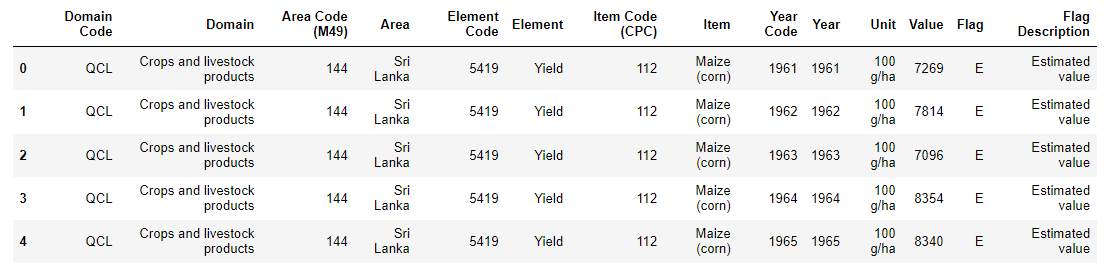 Domain Code Domain Area Code (M49) Area Element Code Element Item Code (CPC) Item Year Code Year Unit Value Flag Flag Description
0 QCL Crops and livestock products 144 Sri Lanka 5419 Yield 112 Maize (corn) 1961 1961 100 g/ha 7269 E Estimated value
1 QCL Crops and livestock products 144 Sri Lanka 5419 Yield 112 Maize (corn) 1962 1962 100 g/ha 7814 E Estimated value
2 QCL Crops and livestock products 144 Sri Lanka 5419 Yield 112 Maize (corn) 1963 1963 100 g/ha 7096 E Estimated value
3 QCL Crops and livestock products 144 Sri Lanka 5419 Yield 112 Maize (corn) 1964 1964 100 g/ha 8354 E Estimated value
4 QCL Crops and livestock products 144 Sri Lanka 5419 Yield 112 Maize (corn) 1965 1965 100 g/ha 8340 E Estimated value